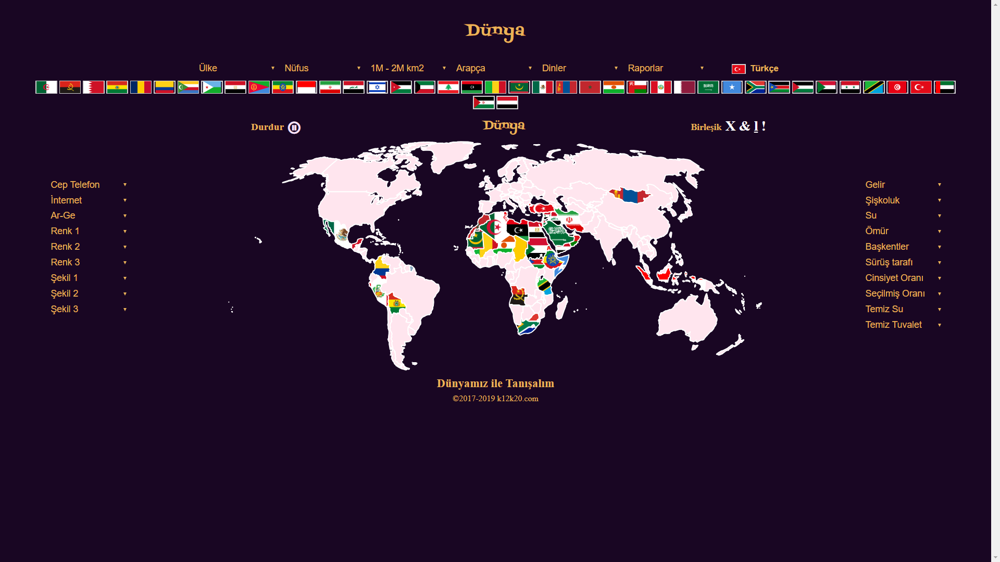 Dünya
Ülke ▾ Nüfus ▾ 1M - 2M km2 ▾ Arapça ▾ Dinler ▾ Raporlar ▾ Türkçe
Durdur Dünya Birleşik X & ḻ !
Cep Telefon ▾
İnternet ▾
Ar-Ge ▾
Renk 1 ▾
Renk 2 ▾
Renk 3 ▾
Şekil 1 ▾
Şekil 2 ▾
Şekil 3 ▾
Gelir ▾
Şişkoluk ▾
Su ▾
Ömür ▾
Başkentler ▾
Sürüş tarafı ▾
Cinsiyet Oranı ▾
Seçilmiş Oranı ▾
Temiz Su ▾
Temiz Tuvalet ▾
Dünyamız ile Tanışalım
©2017-2019 k12k20.com